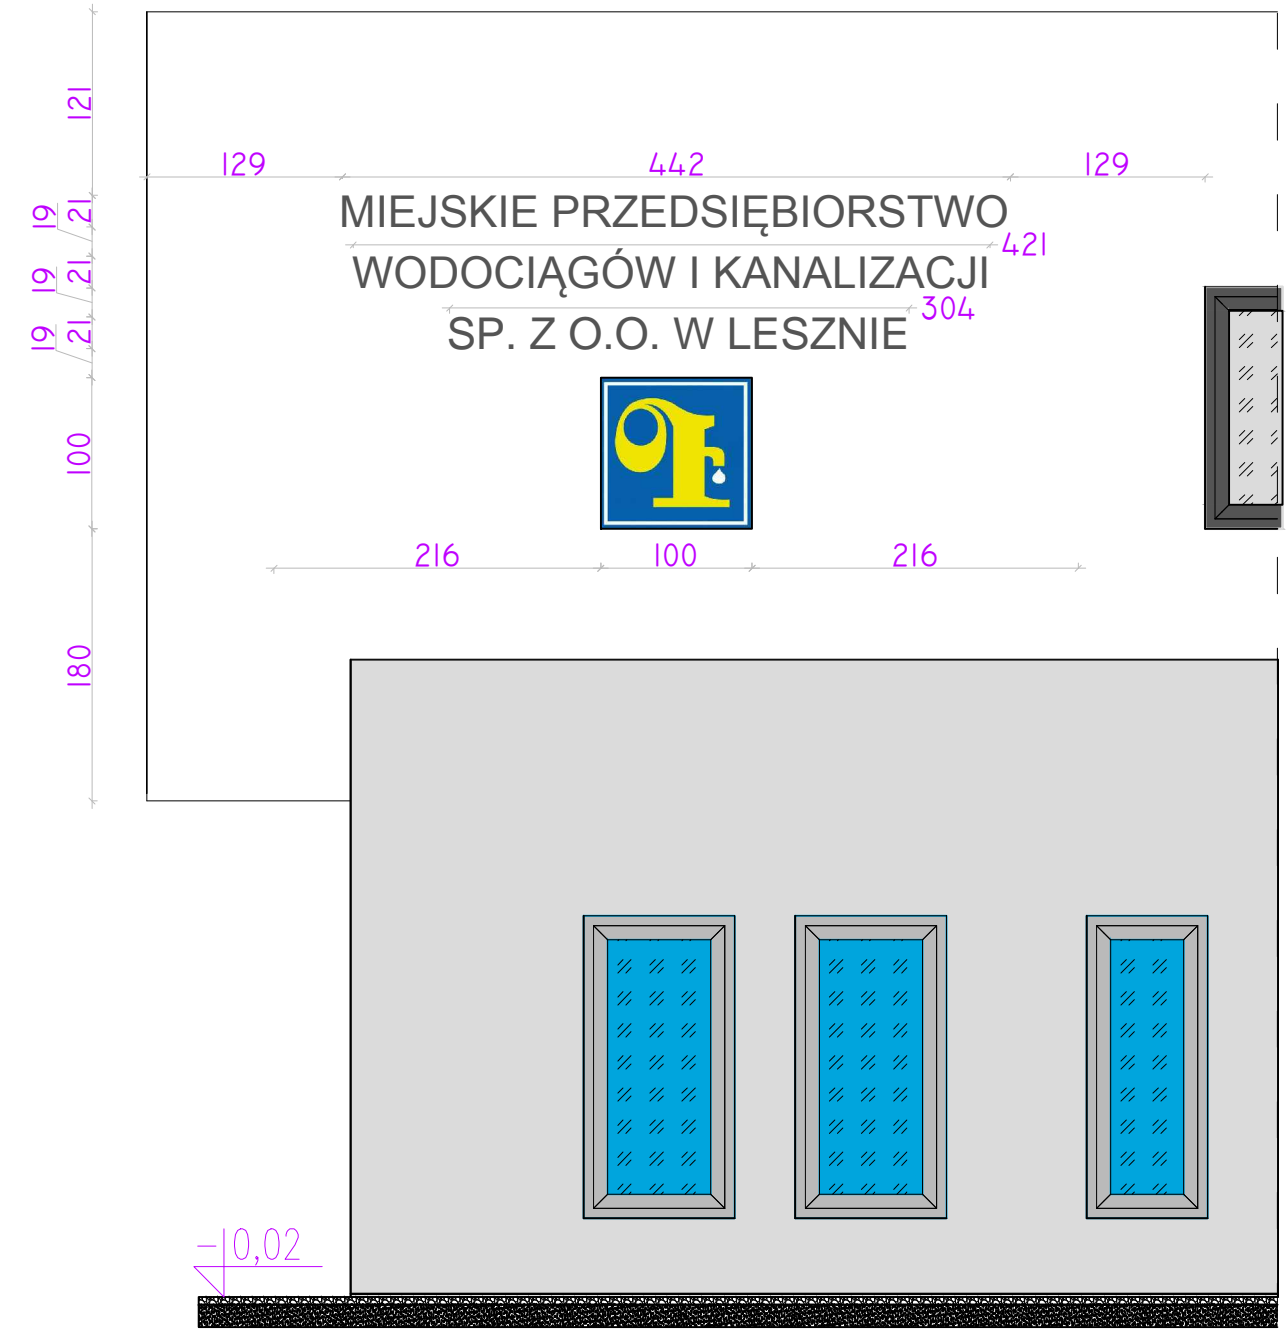 121
129 442 129
19 21
MIEJSKIE PRZEDSIĘBIORSTWO
421
19 21
WODOCIĄGÓW I KANALIZACJI
304
19 21
SP. Z O.O. W LESZNIE
100
216 100 216
180
-0,02